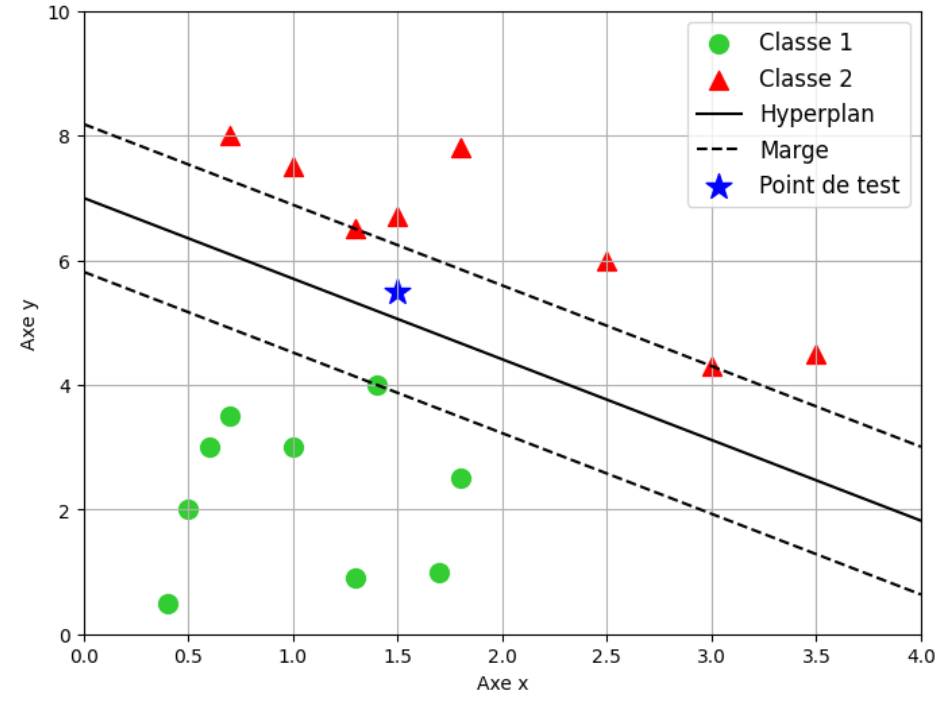 Classe 1
Classe 2
Hyperplan
Marge
Point de test
10
8
6
4
2
0
Axe y
0.0 0.5 1.0 1.5 2.0 2.5 3.0 3.5 4.0
Axe x